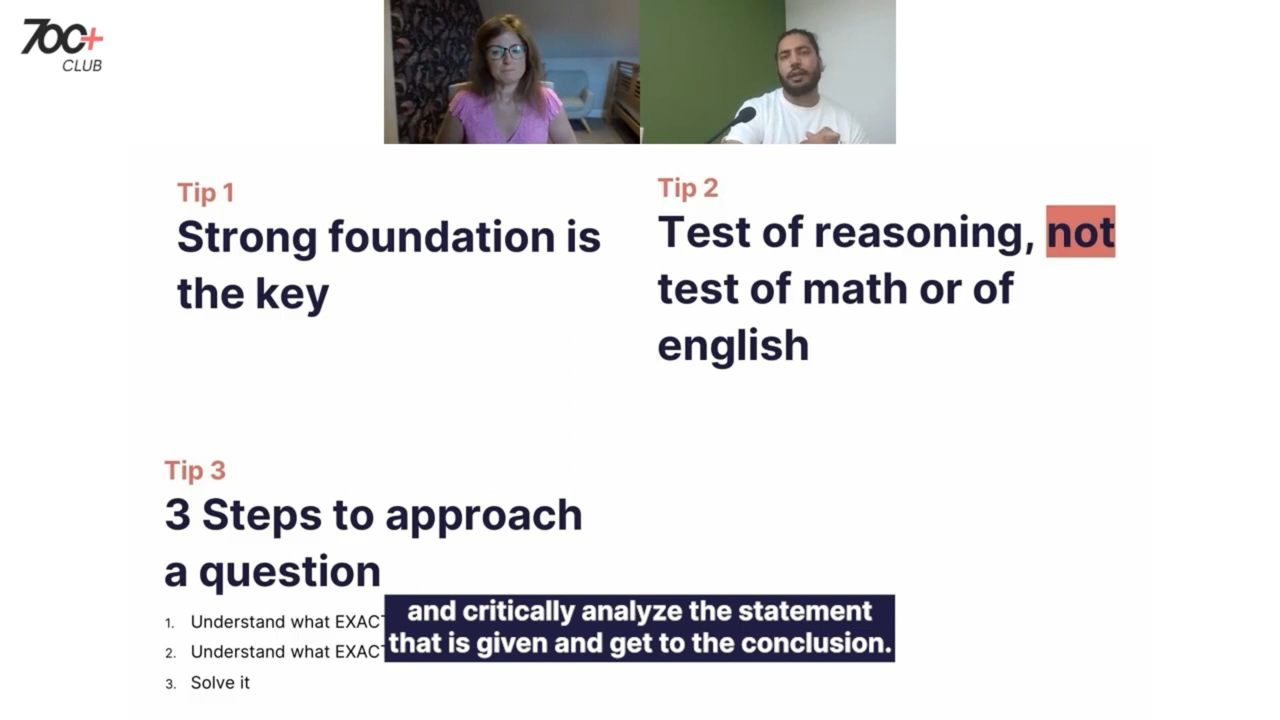 700+
CLUB
Tip 1
Strong foundation is
the key
Tip 2
Test of reasoning, not
test of math or of
english
Tip 3
3 Steps to approach
a question
1. Understand what EXACT
2. Understand what EXACT
3. Solve it
and critically analyze the statement
that is given and get to the conclusion.